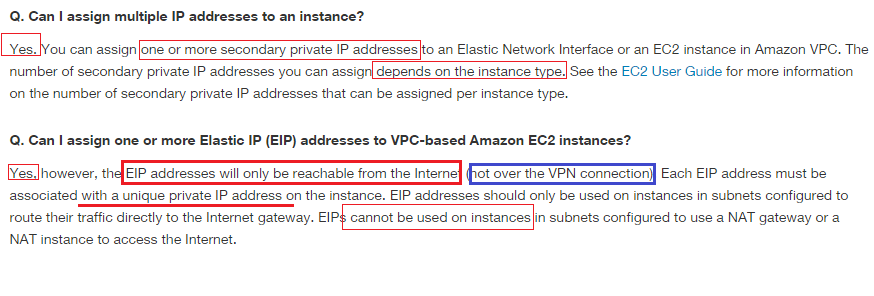 Q. Can I assign multiple IP addresses to an instance?
Yes. You can assign one or more secondary private IP addresses to an Elastic Network Interface or an EC2 instance in Amazon VPC. The
number of secondary private IP addresses you can assign depends on the instance type. See the EC2 User Guide for more information
on the number of secondary private IP addresses that can be assigned per instance type.
Q. Can I assign one or more Elastic IP (EIP) addresses to VPC-based Amazon EC2 instances?
Yes, however, the EIP addresses will only be reachable from the Internet (not over the VPN connection). Each EIP address must be
associated with a unique private IP address on the instance. EIP addresses should only be used on instances in subnets configured to
route their traffic directly to the Internet gateway. EIPs cannot be used on instances in subnets configured to use a NAT gateway or a
NAT instance to access the Internet.